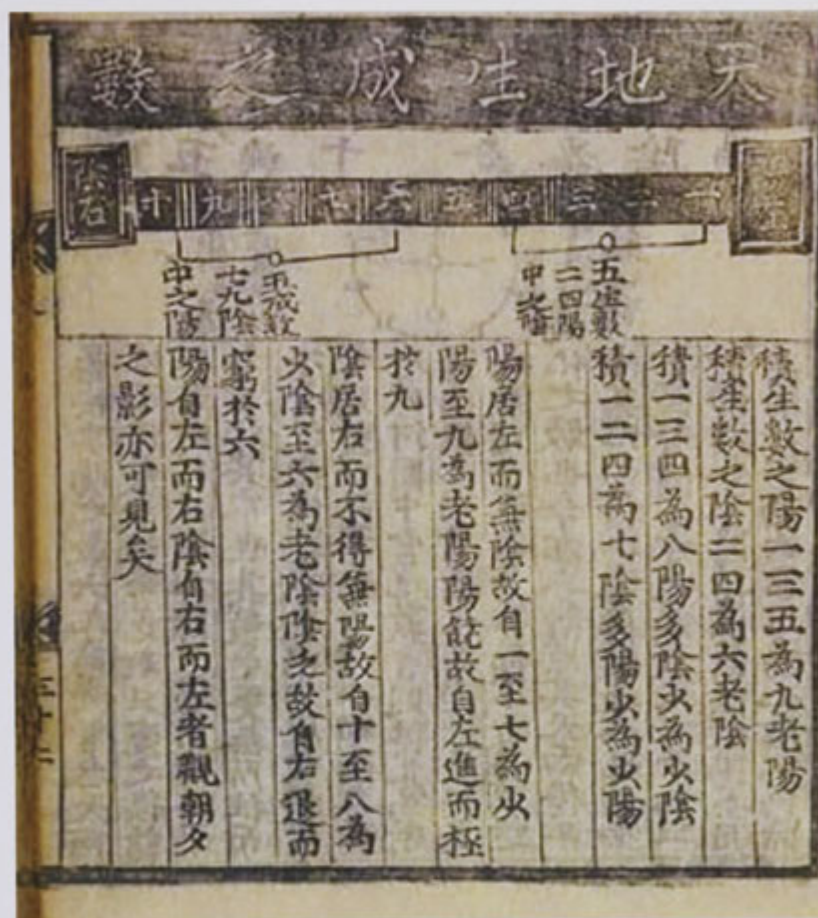 天地生成之數
一
二
三
四
五
六
七
八
九
十
陰右
五生數
二四陽
中之陰
五成數
七九陰
中之陽
積生數之陽一三五為九老陽
積生數之陰二四為六老陰
積一三四為八陽多陰少為少陰
積一二四為七陰多陽少為少陽
陽居左而無陰故自一至七為少
陽至九為老陽陽能故自左進而極
於九
陰居右而不得無陽故自十至八為
少陰陰至六為老陰陰乏故自右退而
窮於六
陽自左而右陰自右而左者觀朝夕
之影亦可見矣